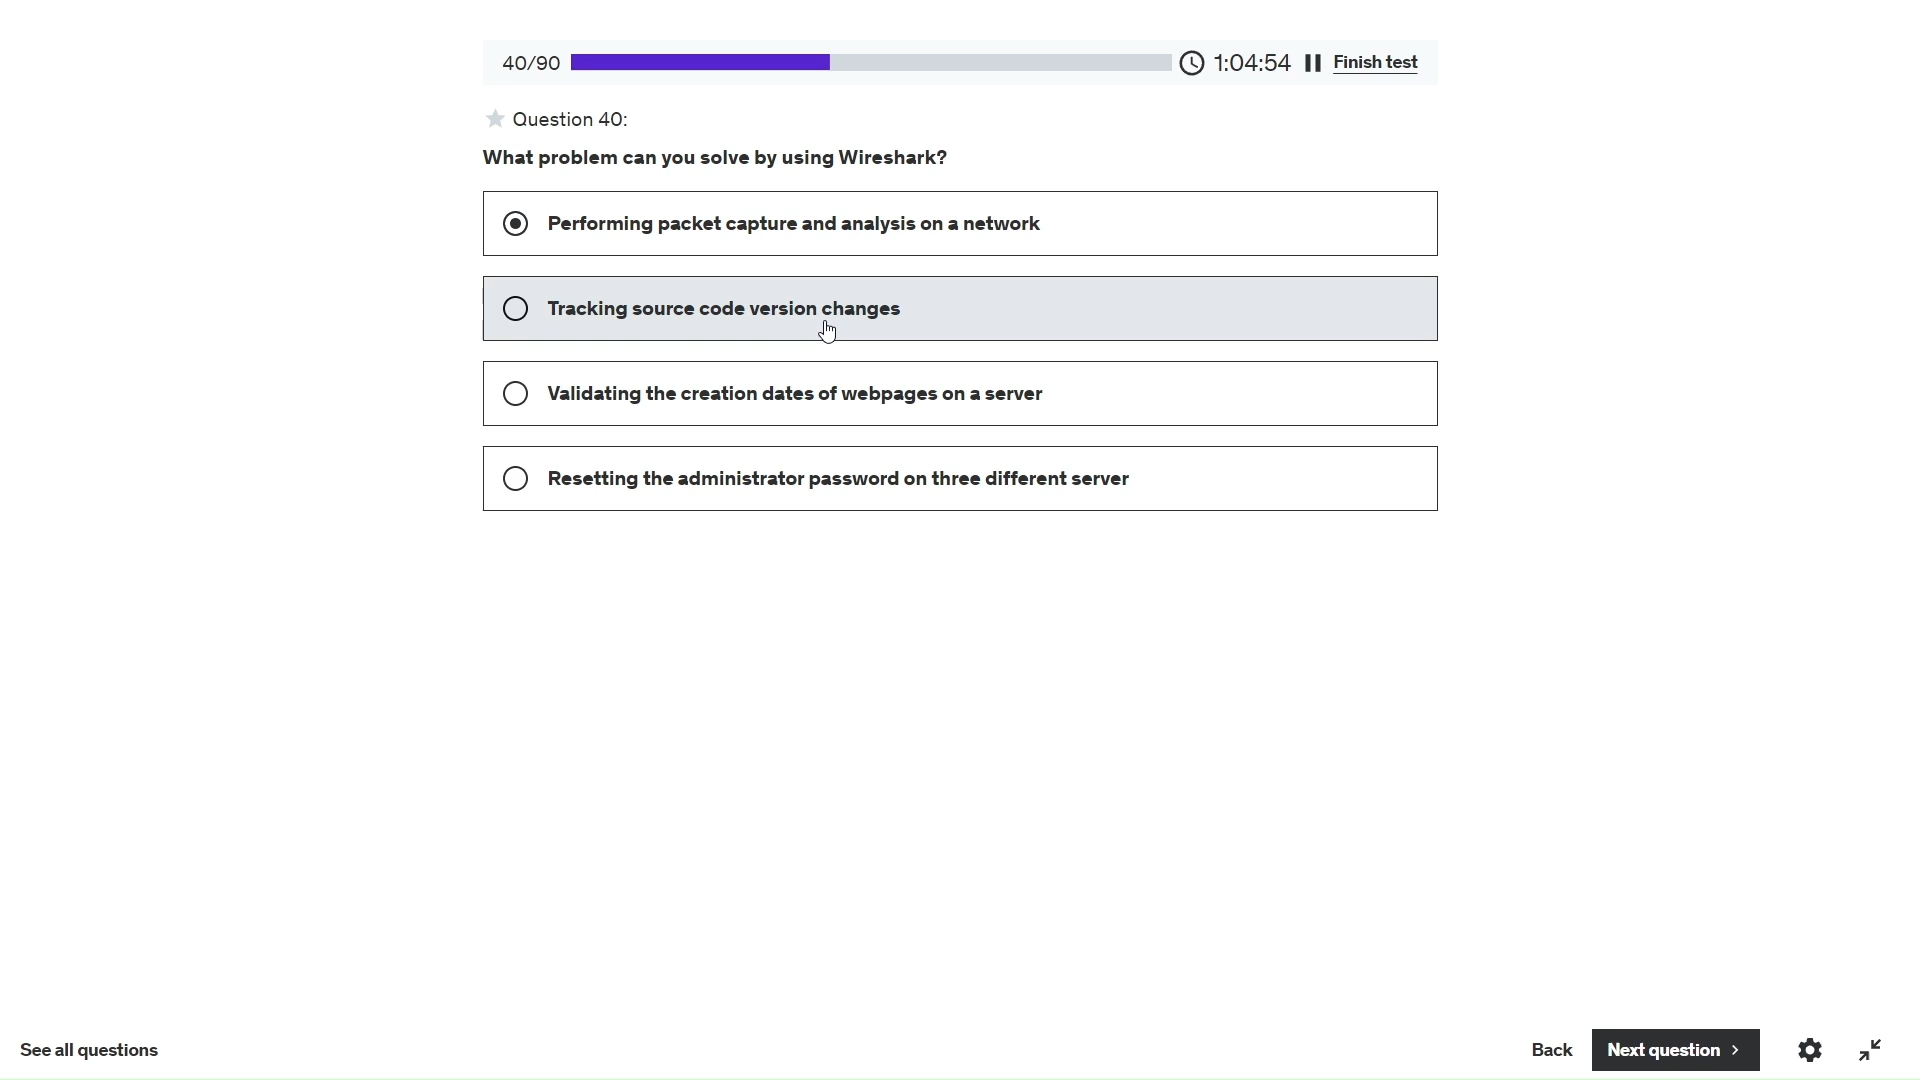 40/90
1:04:54
Finish test
Question 40:
What problem can you solve by using Wireshark?
Performing packet capture and analysis on a network
Tracking source code version changes
Validating the creation dates of webpages on a server
Resetting the administrator password on three different server
See all questions
Back
Next question